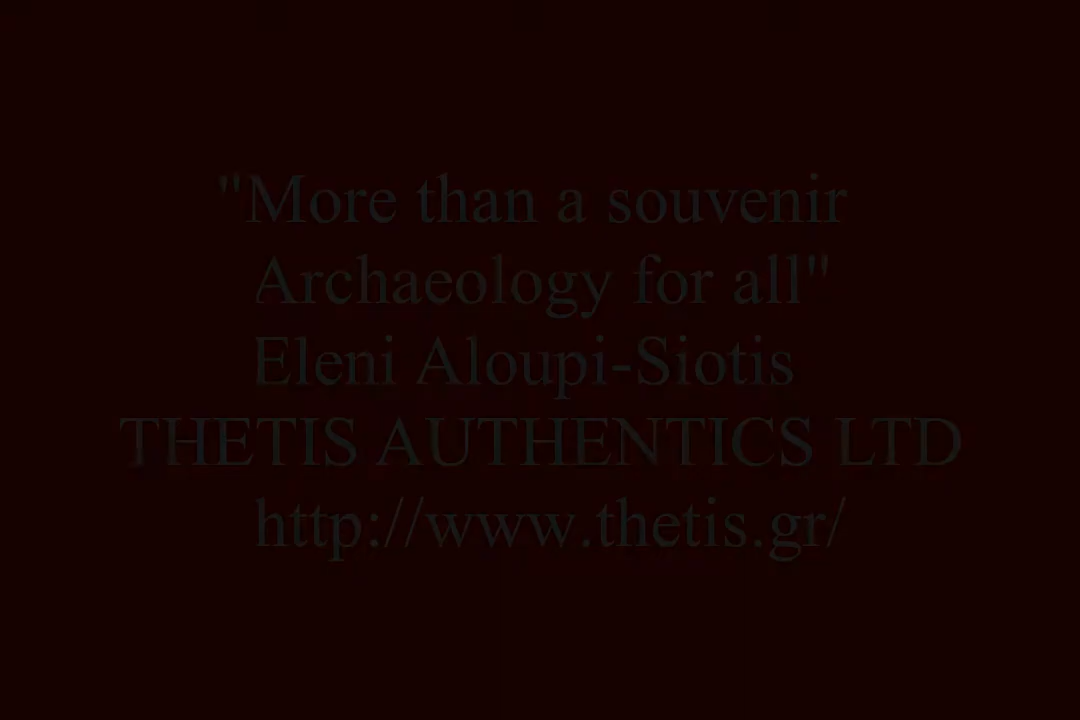 "More than a souvenir
Archaeology for all"
Eleni Aloupi-Siotis
THETIS AUTHENTICS LTD
http://www.thetis.gr/